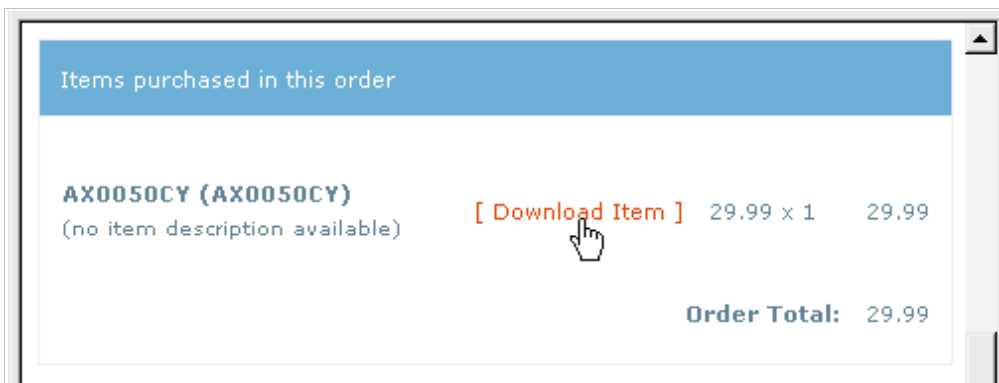 Items purchased in this order
AX0050CY (AX0050CY)
(no item description available)
[ Download Item ] 29.99 x 1 29.99
Order Total: 29.99